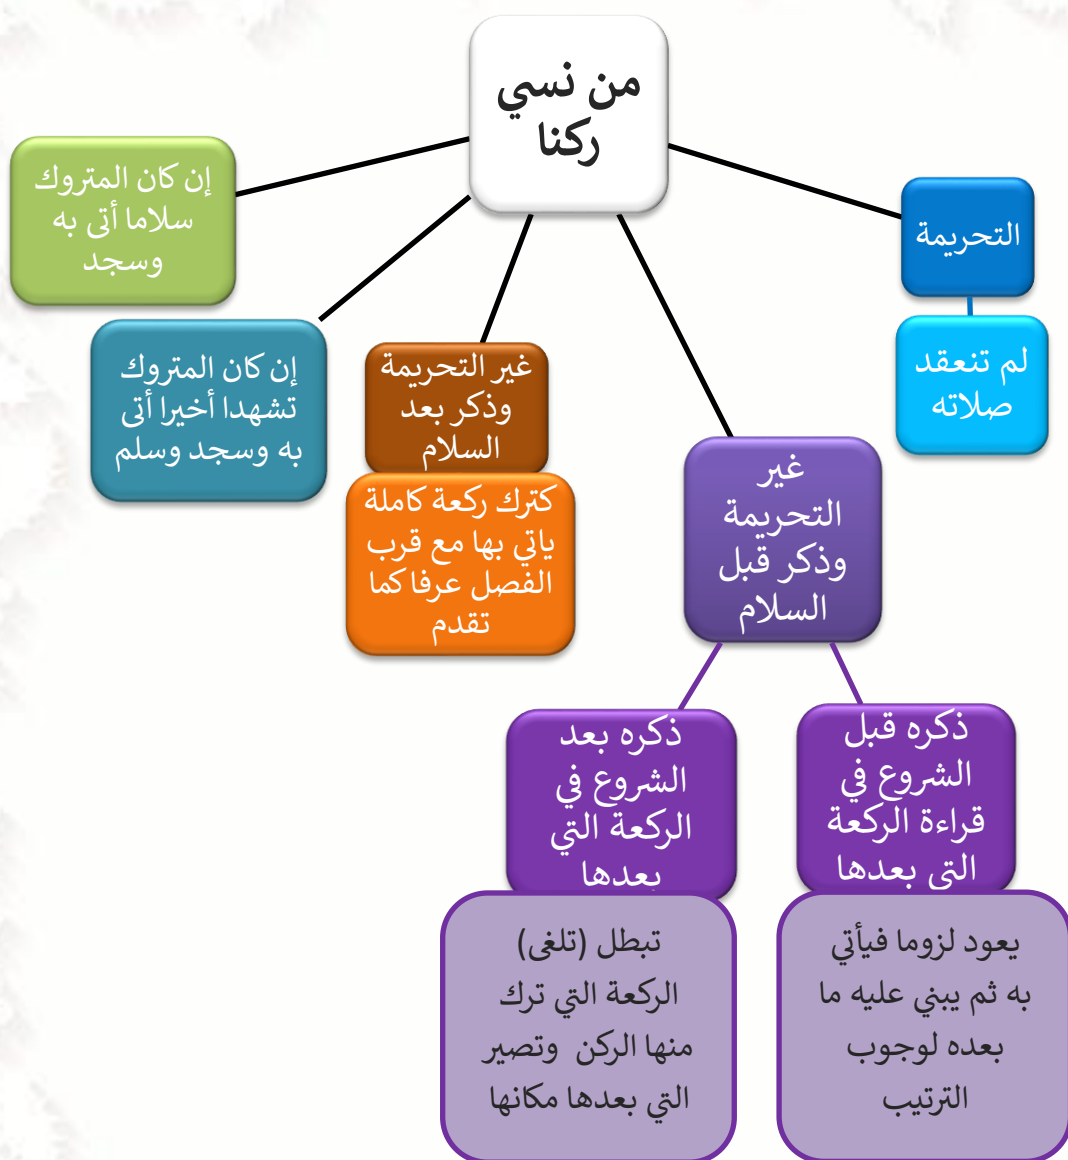 من نسي
ركنا
التحريمة
لم تنعقد
صلاته
غير
التحريمة
وذكر قبل
السلام
ذكره قبل
الشروع في
قراءة الركعة
التي بعدها
يعود لزوما فيأتي
به ثم يبني عليه ما
بعده لوجوب
الترتيب
ذكره بعد
الشروع في
الركعة التي
بعدها
تبطل (تلغى)
الركعة التي ترك
منها الركن وتصير
التي بعدها مكانها
غير التحريمة
وذكر بعد
السلام
كترك ركعة كاملة
ياتي بها مع قرب
الفصل عرفا كما
تقدم
إن كان المتروك
تشهدا أخيرا أتى
به وسجد وسلم
إن كان المتروك
سلاما أتى به
وسجد